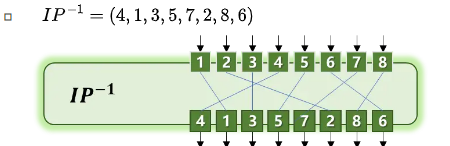 IP⁻¹ = (4, 1, 3, 5, 7, 2, 8, 6)
1 2 3 4 5 6 7 8
IP⁻¹
4 1 3 5 7 2 8 6